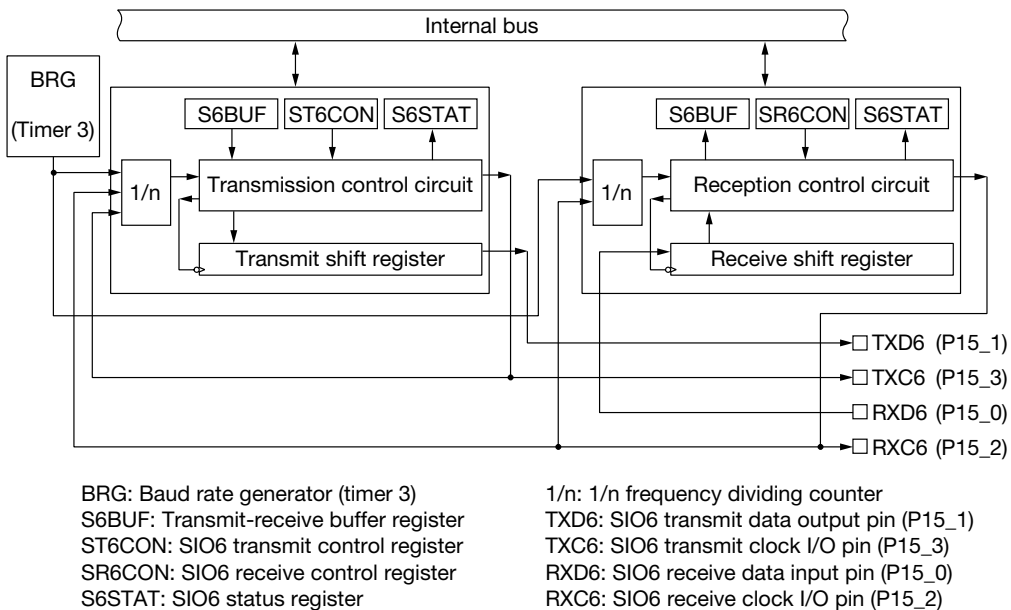 Internal bus
BRG
(Timer 3)
S6BUF ST6CON S6STAT
S6BUF SR6CON S6STAT
1/n
Transmission control circuit
1/n
Reception control circuit
Transmit shift register
Receive shift register
TXD6 (P15_1)
TXC6 (P15_3)
RXD6 (P15_0)
RXC6 (P15_2)
BRG: Baud rate generator (timer 3)
S6BUF: Transmit-receive buffer register
ST6CON: SIO6 transmit control register
SR6CON: SIO6 receive control register
S6STAT: SIO6 status register
1/n: 1/n frequency dividing counter
TXD6: SIO6 transmit data output pin (P15_1)
TXC6: SIO6 transmit clock I/O pin (P15_3)
RXD6: SIO6 receive data input pin (P15_0)
RXC6: SIO6 receive clock I/O pin (P15_2)